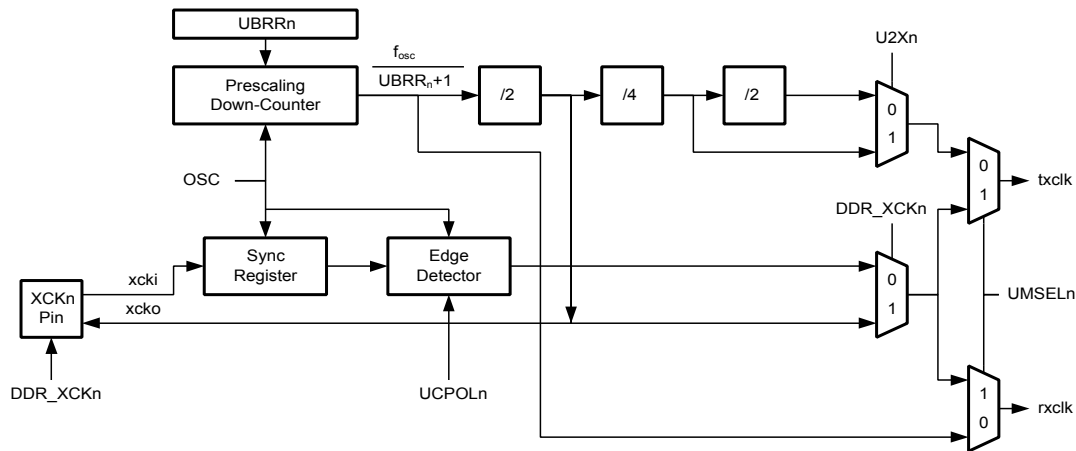 UBRRn
fosc
U2Xn
Prescaling
Down-Counter
UBRRn+1
/2
/4
/2
0
1
0
1
txclk
OSC
DDR_XCKn
Sync
Register
Edge
Detector
xcki
0
1
UMSELn
XCKn
Pin
xcko
DDR_XCKn
UCPOLn
1
0
rxclk